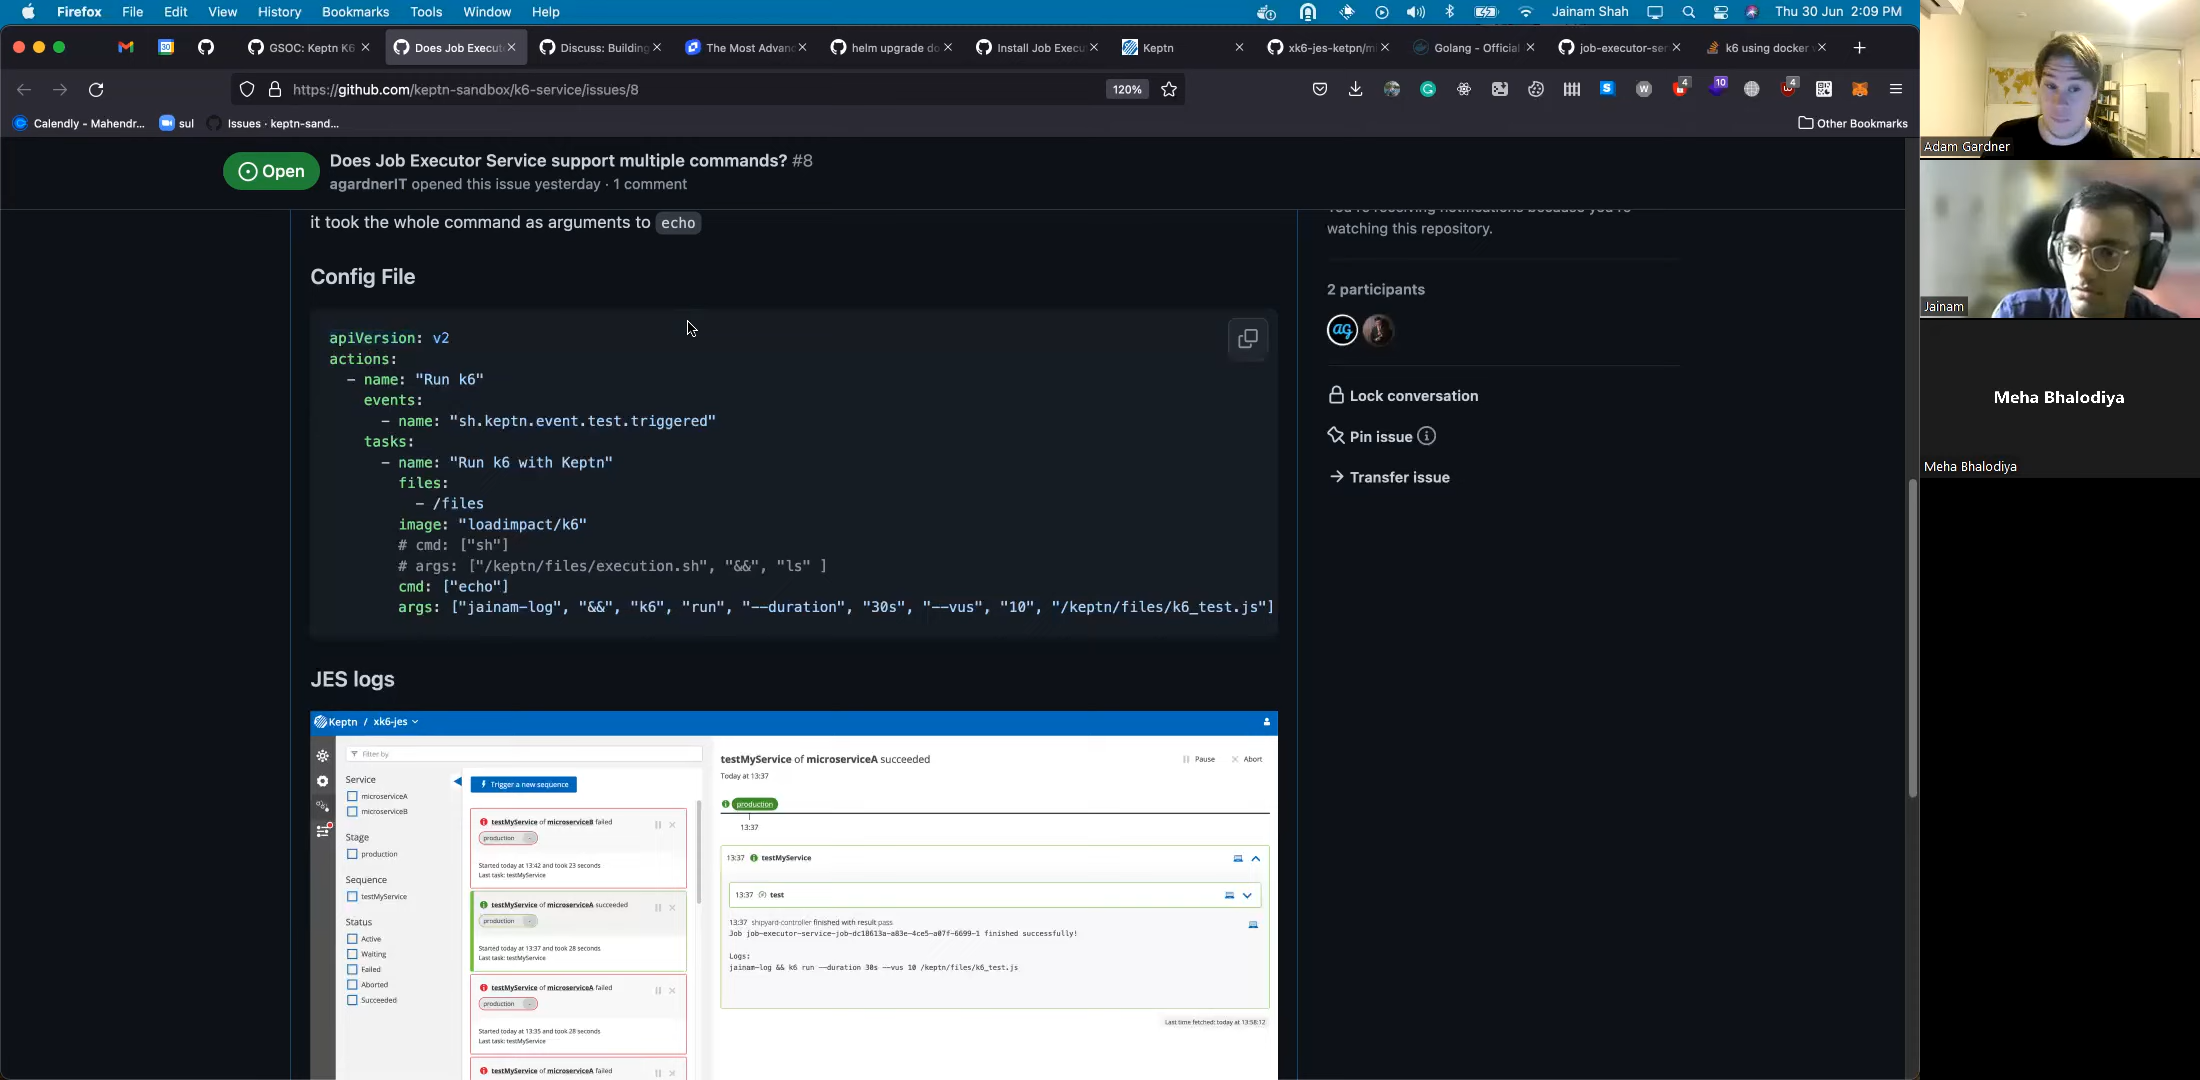 Firefox File Edit View History Bookmarks Tools Window Help
Jainam Shah Thu 30 Jun 2:09 PM
30 GSOC: Keptn K6 Does Job Execut Discuss: Building The Most Advanc helm upgrade do Install Job Execu Keptn xk6-jes-ketpn/m Golang - Official job-executor-ser k6 using docker
https://github.com/keptn-sandbox/k6-service/issues/8 120%
4 10 4
Calendly - Mahendr... sul Issues · keptn-sand... Other Bookmarks
Open
Does Job Executor Service support multiple commands? #8
agardnerIT opened this issue yesterday · 1 comment
it took the whole command as arguments to echo
Config File
apiVersion: v2
actions:
- name: "Run k6"
events:
- name: "sh.keptn.event.test.triggered"
tasks:
- name: "Run k6 with Keptn"
files:
- /files
image: "loadimpact/k6"
# cmd: ["sh"]
# args: ["/keptn/files/execution.sh", "&&", "ls" ]
cmd: ["echo"]
args: ["jainam-log", "&&", "k6", "run", "--duration", "30s", "--vus", "10", "/keptn/files/k6_test.js"]
JES logs
Keptn / xk6-jes
Filter by
Service
microserviceA
microserviceB
Stage
production
Sequence
testMyService
Status
Active
Waiting
Failed
Aborted
Succeeded
Trigger a new sequence
testMyService of microserviceB failed
production
Started today at 13:42 and took 23 seconds
Last task: testMyService
testMyService of microserviceA succeeded
production
Started today at 13:37 and took 28 seconds
Last task: testMyService
testMyService of microserviceA failed
production
Started today at 13:35 and took 28 seconds
Last task: testMyService
testMyService of microserviceA failed
testMyService of microserviceA succeeded
Pause Abort
Today at 13:37
production
13:37
13:37 testMyService
13:37 test
13:37 shipyard-controller finished with result pass
Job job-executor-service-job-dc18613a-a83e-4ce5-a07f-6699-1 finished successfully!
Logs:
jainam-log && k6 run --duration 30s --vus 10 /keptn/files/k6_test.js
Last time fetched: today at 13:58:12
watching this repository.
2 participants
ag
Lock conversation
Pin issue
Transfer issue
Adam Gardner
Jainam
Meha Bhalodiya
Meha Bhalodiya